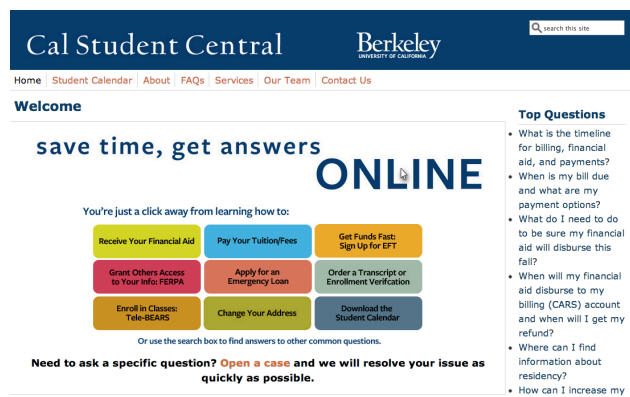 Cal Student Central
Berkeley
UNIVERSITY OF CALIFORNIA
search this site
Home
Student Calendar
About
FAQs
Services
Our Team
Contact Us
Welcome
save time, get answers
ONLINE
You're just a click away from learning how to:
Receive Your Financial Aid
Pay Your Tuition/Fees
Get Funds Fast:
Sign Up for EFT
Grant Others Access
to Your Info: FERPA
Apply for an
Emergency Loan
Order a Transcript or
Enrollment Verifcation
Enroll in Classes:
Tele-BEARS
Change Your Address
Download the
Student Calendar
Or use the search box to find answers to other common questions.
Need to ask a specific question? Open a case and we will resolve your issue as
quickly as possible.
Top Questions
What is the timeline
for billing, financial
aid, and payments?
When is my bill due
and what are my
payment options?
What do I need to do
to be sure my financial
aid will disburse this
fall?
When will my financial
aid disburse to my
billing (CARS) account
and when will I get my
refund?
Where can I find
information about
residency?
How can I increase my